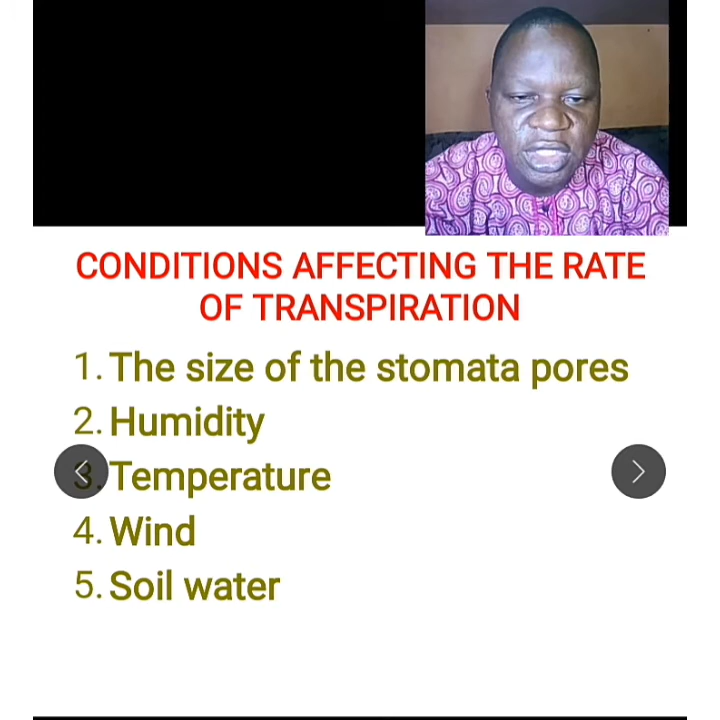 CONDITIONS AFFECTING THE RATE
OF TRANSPIRATION
1. The size of the stomata pores
2. Humidity
3. Temperature
4. Wind
5. Soil water